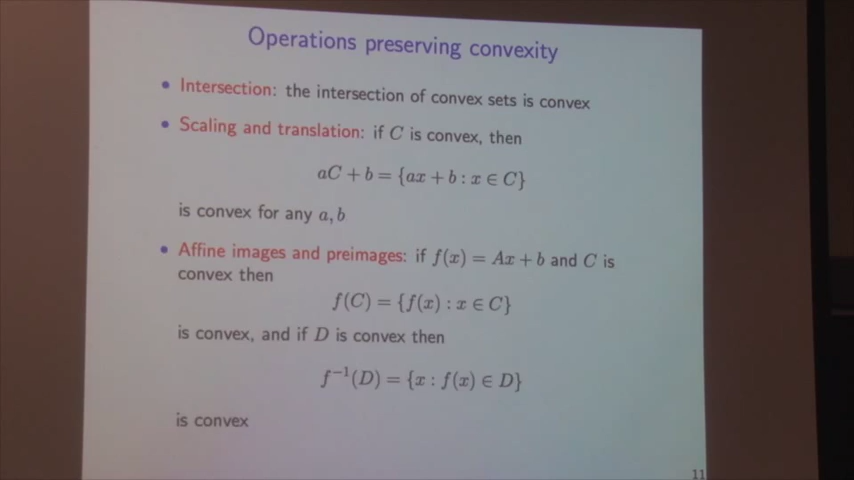 Operations preserving convexity
• Intersection: the intersection of convex sets is convex
• Scaling and translation: if C is convex, then
aC + b = {ax + b : x ∈ C}
is convex for any a, b
• Affine images and preimages: if f(x) = Ax + b and C is
convex then
f(C) = {f(x) : x ∈ C}
is convex, and if D is convex then
f⁻¹(D) = {x : f(x) ∈ D}
is convex
11